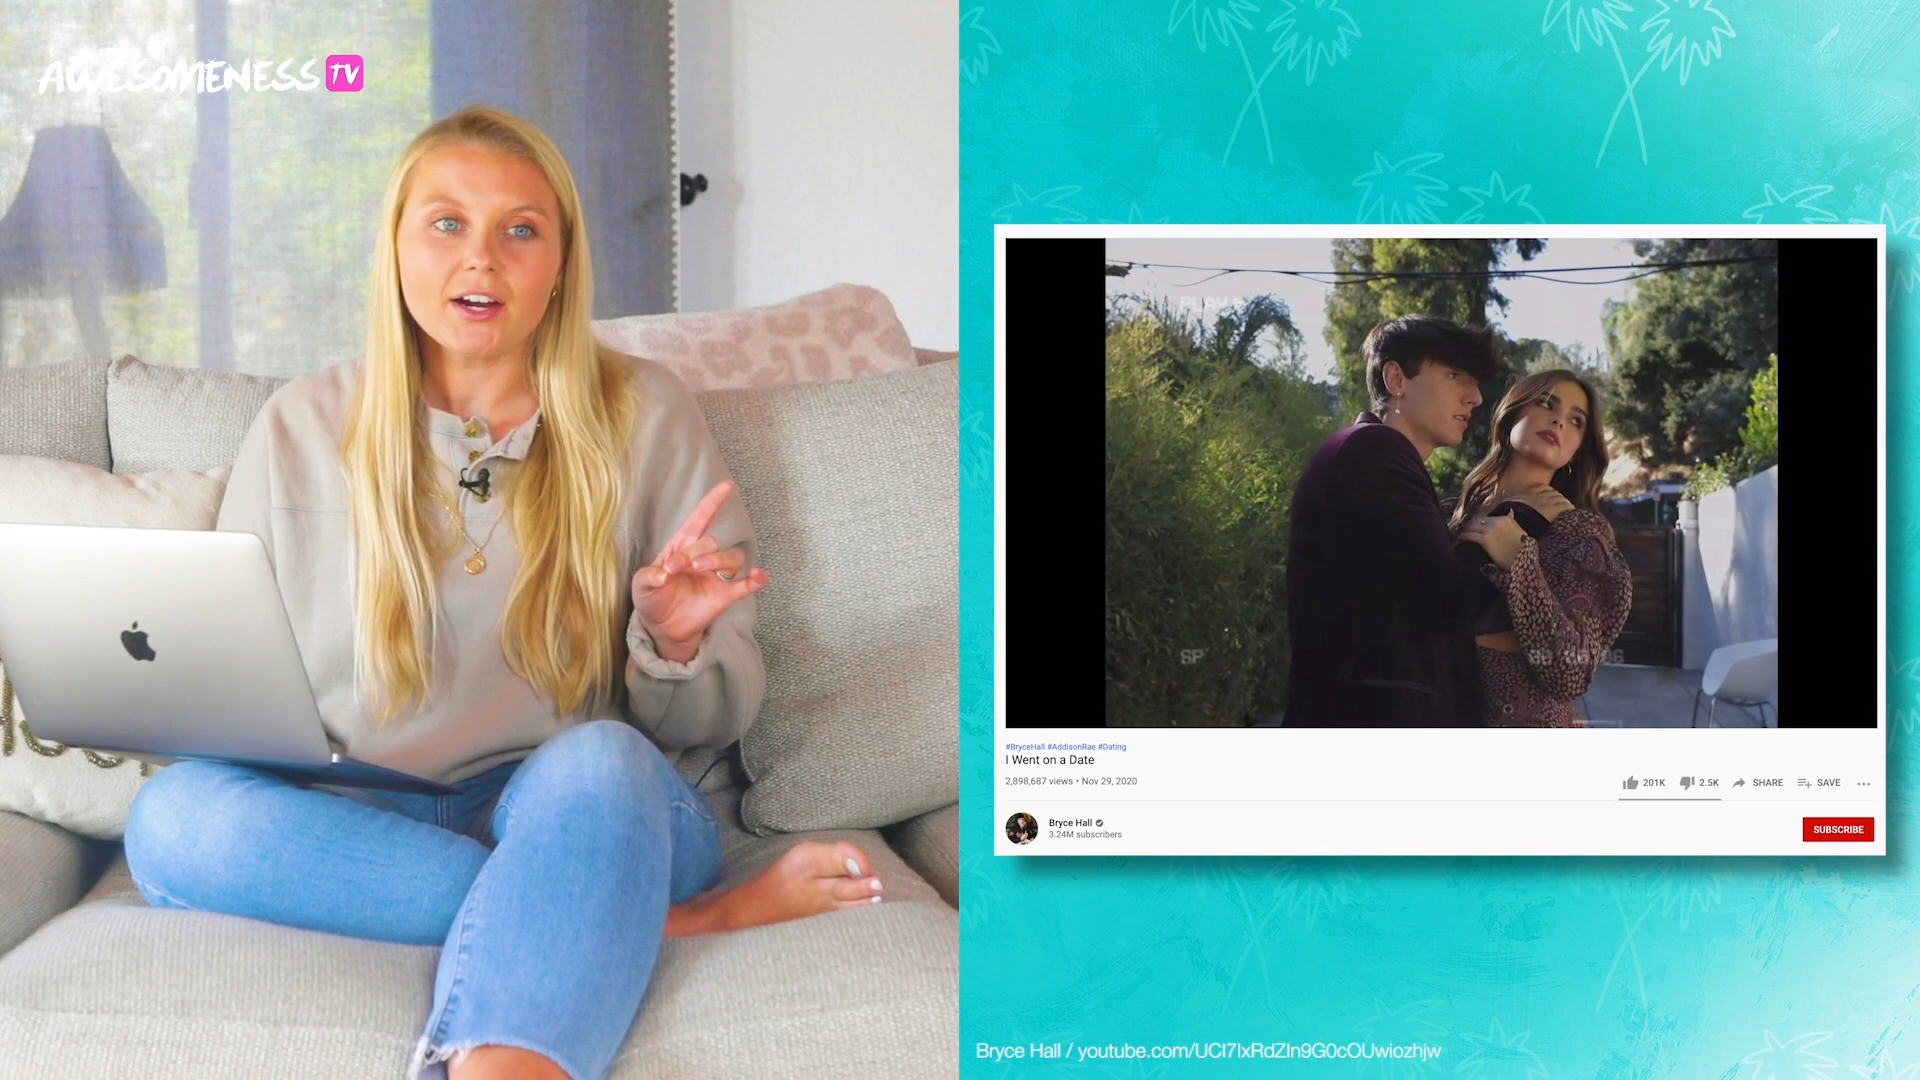 AWESOMENESS TV
#BryceHall #AddisonRae #Dating
I Went on a Date
2,898,687 views • Nov 29, 2020
201K
2.5K
SHARE
SAVE
Bryce Hall
3.24M subscribers
SUBSCRIBE
Bryce Hall / youtube.com/UCI7IxRdZIn9G0cOUwiozhjw